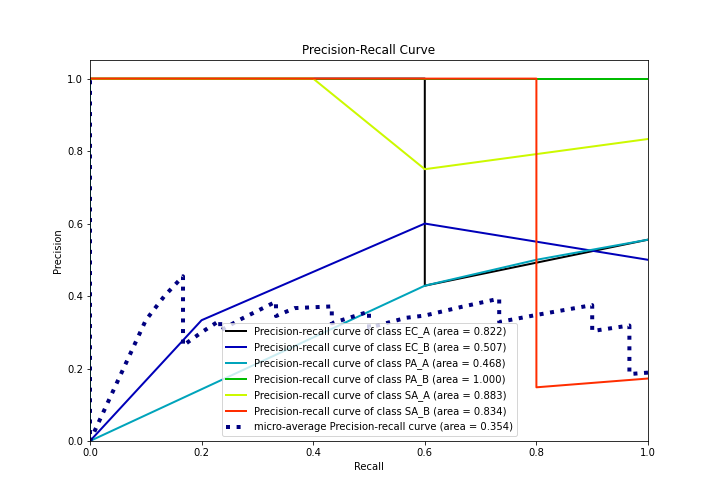 Precision-Recall Curve
Precision
1.0
0.8
0.6
0.4
0.2
0.0
Precision-recall curve of class EC_A (area = 0.822)
Precision-recall curve of class EC_B (area = 0.507)
Precision-recall curve of class PA_A (area = 0.468)
Precision-recall curve of class PA_B (area = 1.000)
Precision-recall curve of class SA_A (area = 0.883)
Precision-recall curve of class SA_B (area = 0.834)
micro-average Precision-recall curve (area = 0.354)
0.0 0.2 0.4 0.6 0.8 1.0
Recall